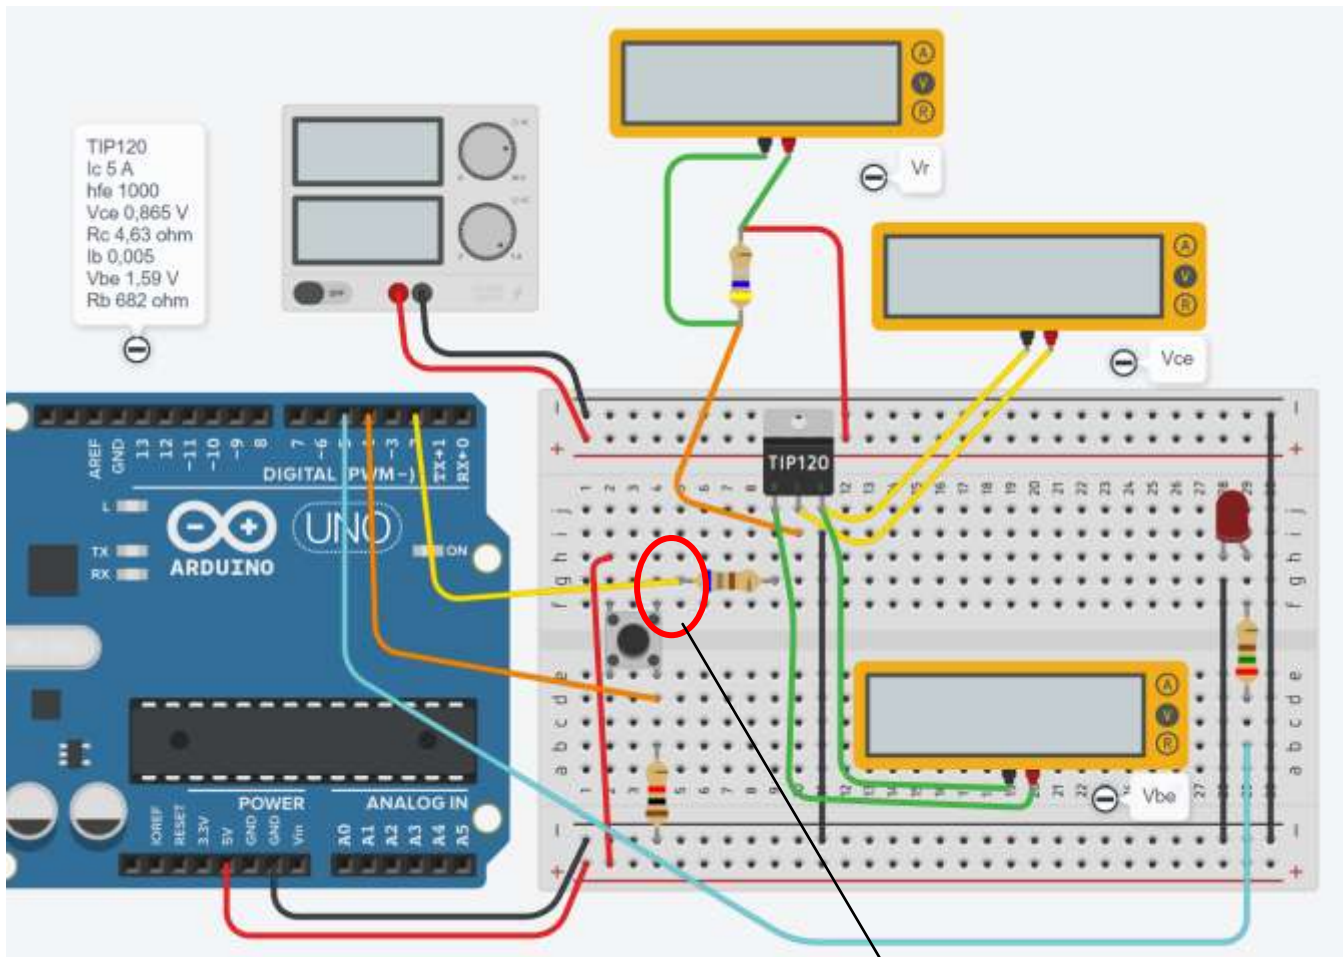 TIP120
Ic 5 A
hfe 1000
Vce 0,865 V
Rc 4,63 ohm
Ib 0,005
Vbe 1,59 V
Rb 682 ohm
OFF
A
V
R
Vr
A
V
R
Vce
AREF
GND
13
12
~11
~10
~9
8
7
~6
~3
TX→1
RX←0
DIGITAL (PWM~)
L
TX
RX
ARDUINO
UNO
ON
POWER
ANALOG IN
IOREF
RESET
3.3V
5V
GND
GND
Vin
A0
A1
A2
A3
A4
A5
TIP120
A
V
R
Vbe